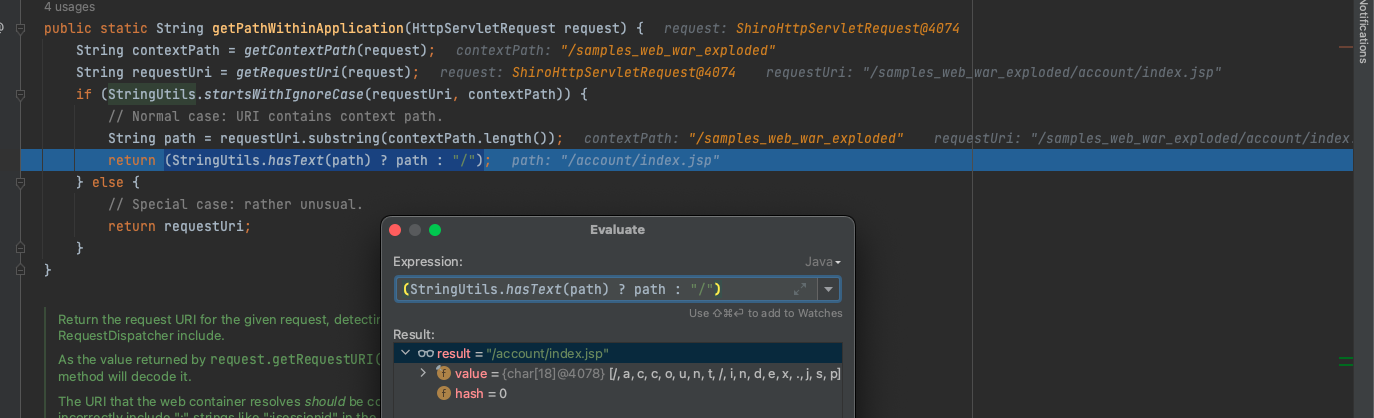 4 usages
Notifications
@
public static String getPathWithinApplication(HttpServletRequest request) { request: ShiroHttpServletRequest@4074
String contextPath = getContextPath(request); contextPath: "/samples_web_war_exploded"
String requestUri = getRequestUri(request); request: ShiroHttpServletRequest@4074 requestUri: "/samples_web_war_exploded/account/index.jsp"
if (StringUtils.startsWithIgnoreCase(requestUri, contextPath)) {
// Normal case: URI contains context path.
String path = requestUri.substring(contextPath.length()); contextPath: "/samples_web_war_exploded" requestUri: "/samples_web_war_exploded/account/index.
return (StringUtils.hasText(path) ? path : "/"); path: "/account/index.jsp"
} else {
// Special case: rather unusual.
return requestUri;
}
}
Return the request URI for the given request, detectin
RequestDispatcher include.
As the value returned by request.getRequestURI(
method will decode it.
The URI that the web container resolves should be co
incorrectly include ";" strings like ";jsessionid" in the
Evaluate
Expression:
Java
(StringUtils.hasText(path) ? path : "/")
Use ⇧⌘⏎ to add to Watches
Result:
result = "/account/index.jsp"
f value = {char[18]@4078} [/, a, c, c, o, u, n, t, /, i, n, d, e, x, ., j, s, p]
f hash = 0